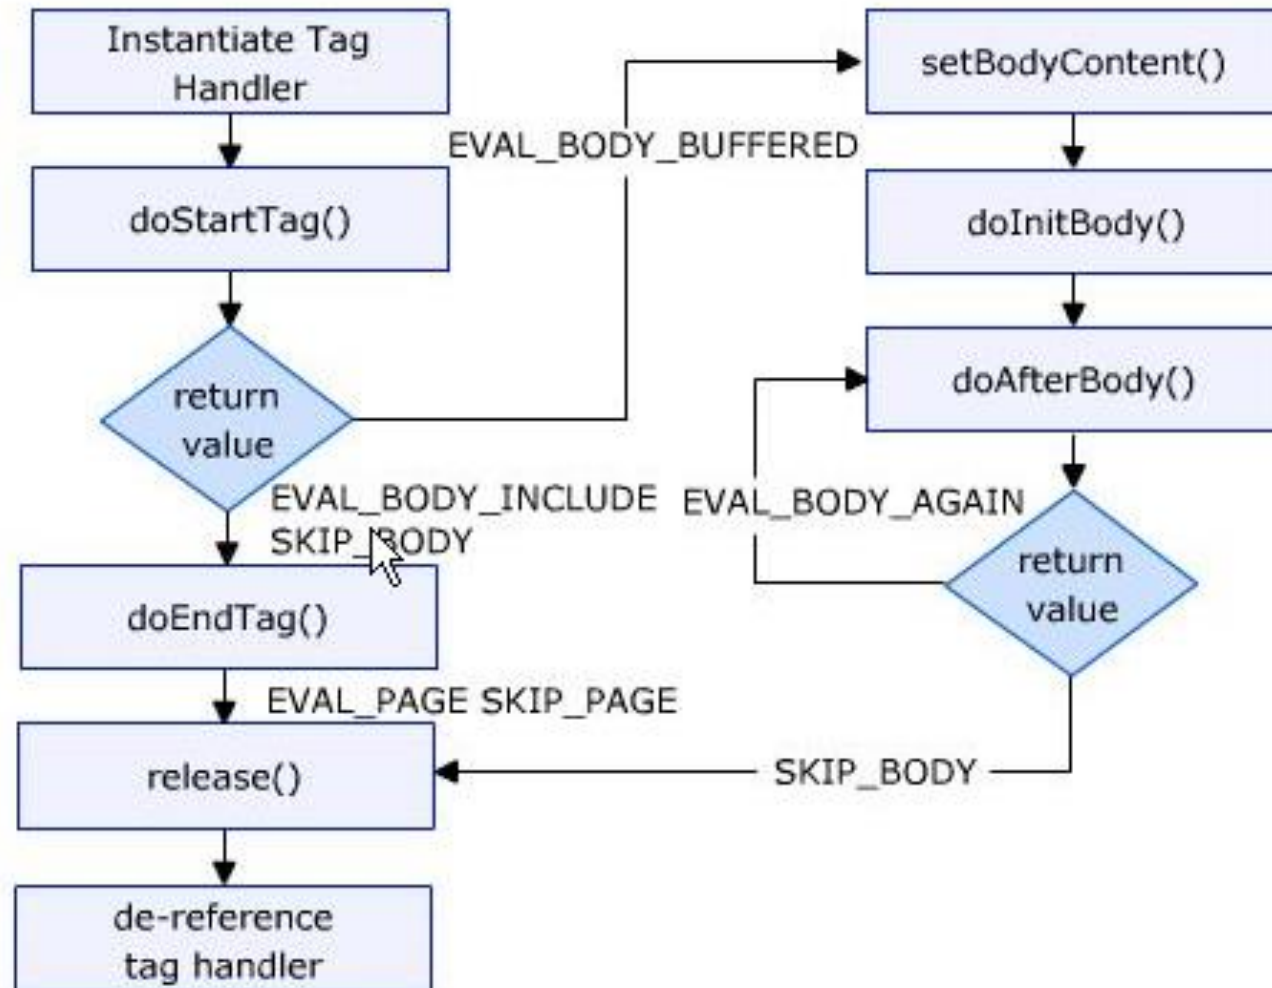 Instantiate Tag
Handler
setBodyContent()
EVAL_BODY_BUFFERED
doStartTag()
doInitBody()
return
value
doAfterBody()
EVAL_BODY_INCLUDE
SKIP_BODY
EVAL_BODY_AGAIN
return
value
doEndTag()
EVAL_PAGE SKIP_PAGE
release()
SKIP_BODY
de-reference
tag handler